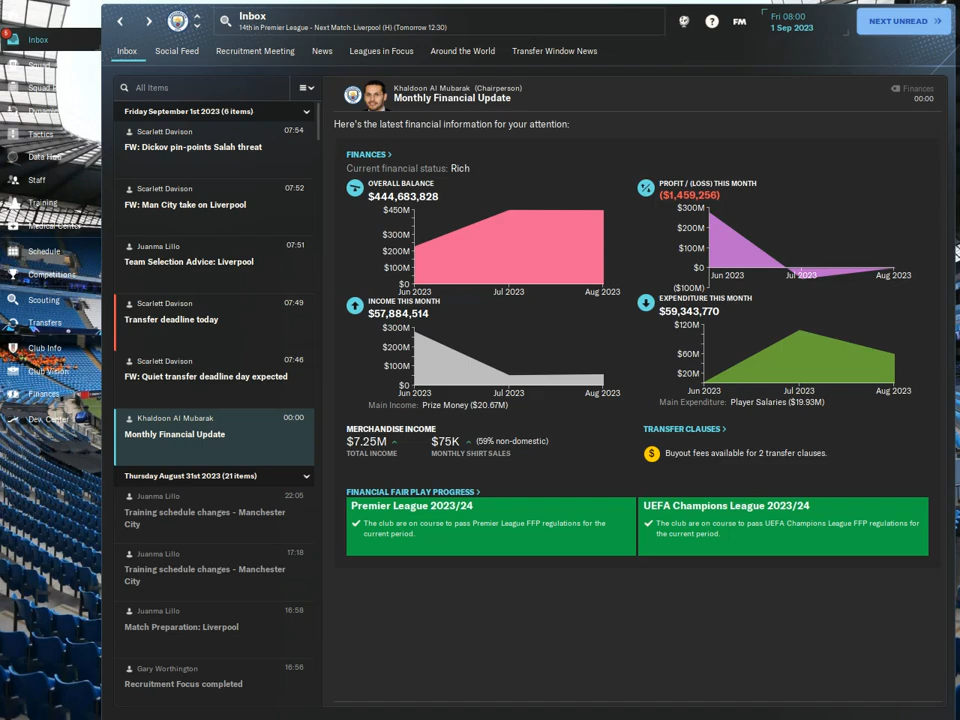 Inbox
14th in Premier League - Next Match: Liverpool (H) (Tomorrow 12:30)
FM
Fri 08:00
1 Sep 2023
NEXT UNREAD
5
Inbox
Squad
Tactics
Data Hub
Staff
Training
Medical Center
Schedule
Competitions
Scouting
Transfers
Club Info
Club Vision
Finances
Dev. Center
Inbox
Social Feed
Recruitment Meeting
News
Leagues in Focus
Around the World
Transfer Window News
All Items
Friday September 1st 2023 (6 items)
Scarlett Davison 07:54
FW: Dickov pin-points Salah threat
Scarlett Davison 07:52
FW: Man City take on Liverpool
Juanma Lillo 07:51
Team Selection Advice: Liverpool
Scarlett Davison 07:49
Transfer deadline today
Scarlett Davison 07:46
FW: Quiet transfer deadline day expected
Khaldoon Al Mubarak 00:00
Monthly Financial Update
Thursday August 31st 2023 (21 items)
Juanma Lillo 22:05
Training schedule changes - Manchester
City
Juanma Lillo 17:18
Training schedule changes - Manchester
City
Juanma Lillo 16:58
Match Preparation: Liverpool
Gary Worthington 16:56
Recruitment Focus completed
Khaldoon Al Mubarak (Chairperson)
Monthly Financial Update
Finances
00:00
Here's the latest financial information for your attention:
FINANCES >
Current financial status: Rich
OVERALL BALANCE
$444,683,828
$450M
$300M
$200M
$100M
$0
Jun 2023 Jul 2023 Aug 2023
PROFIT / (LOSS) THIS MONTH
($1,459,256)
$300M
$200M
$100M
$0
($100M)
Jun 2023 Jul 2023 Aug 2023
INCOME THIS MONTH
$57,884,514
$300M
$200M
$100M
$0
Jun 2023 Jul 2023 Aug 2023
Main Income: Prize Money ($20.67M)
EXPENDITURE THIS MONTH
$59,343,770
$120M
$60M
$20M
Jun 2023 Jul 2023 Aug 2023
Main Expenditure: Player Salaries ($19.93M)
MERCHANDISE INCOME
$7.25M $75K (59% non-domestic)
TOTAL INCOME MONTHLY SHIRT SALES
TRANSFER CLAUSES >
$ Buyout fees available for 2 transfer clauses.
FINANCIAL FAIR PLAY PROGRESS >
Premier League 2023/24
The club are on course to pass Premier League FFP regulations for the
current period.
UEFA Champions League 2023/24
The club are on course to pass UEFA Champions League FFP regulations for
the current period.